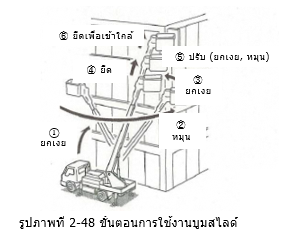 ⑥ ยืดเพื่อเข้าใกล้
⑤ ปรับ (ยกเงย, หมุน)
④ ยืด
③
ยกเงย
②
หมุน
①
ยกเงย
รูปภาพที่ 2-48 ขั้นตอนการใช้งานบูมสไลด์